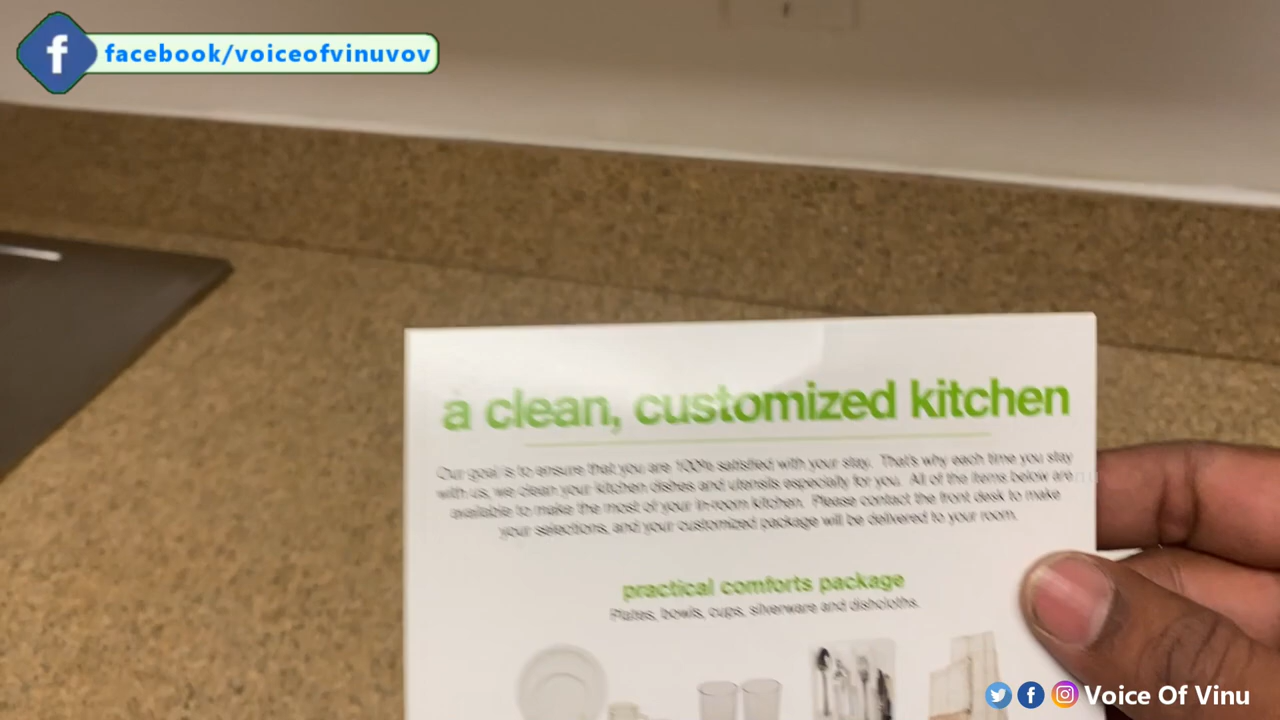 facebook/voiceofvinuvov
a clean, customized kitchen
Our goal is to ensure that you are 100% satisfied with your stay. That's why each time you stay
with us, we clean your kitchen dishes and utensils especially for you. All of the items below are
available to make the most of your in-room kitchen. Please contact the front desk to make
your selections, and your customized package will be delivered to your room.
practical comforts package
Plates, bowls, cups, silverware and dishcloths.
Voice Of Vinu